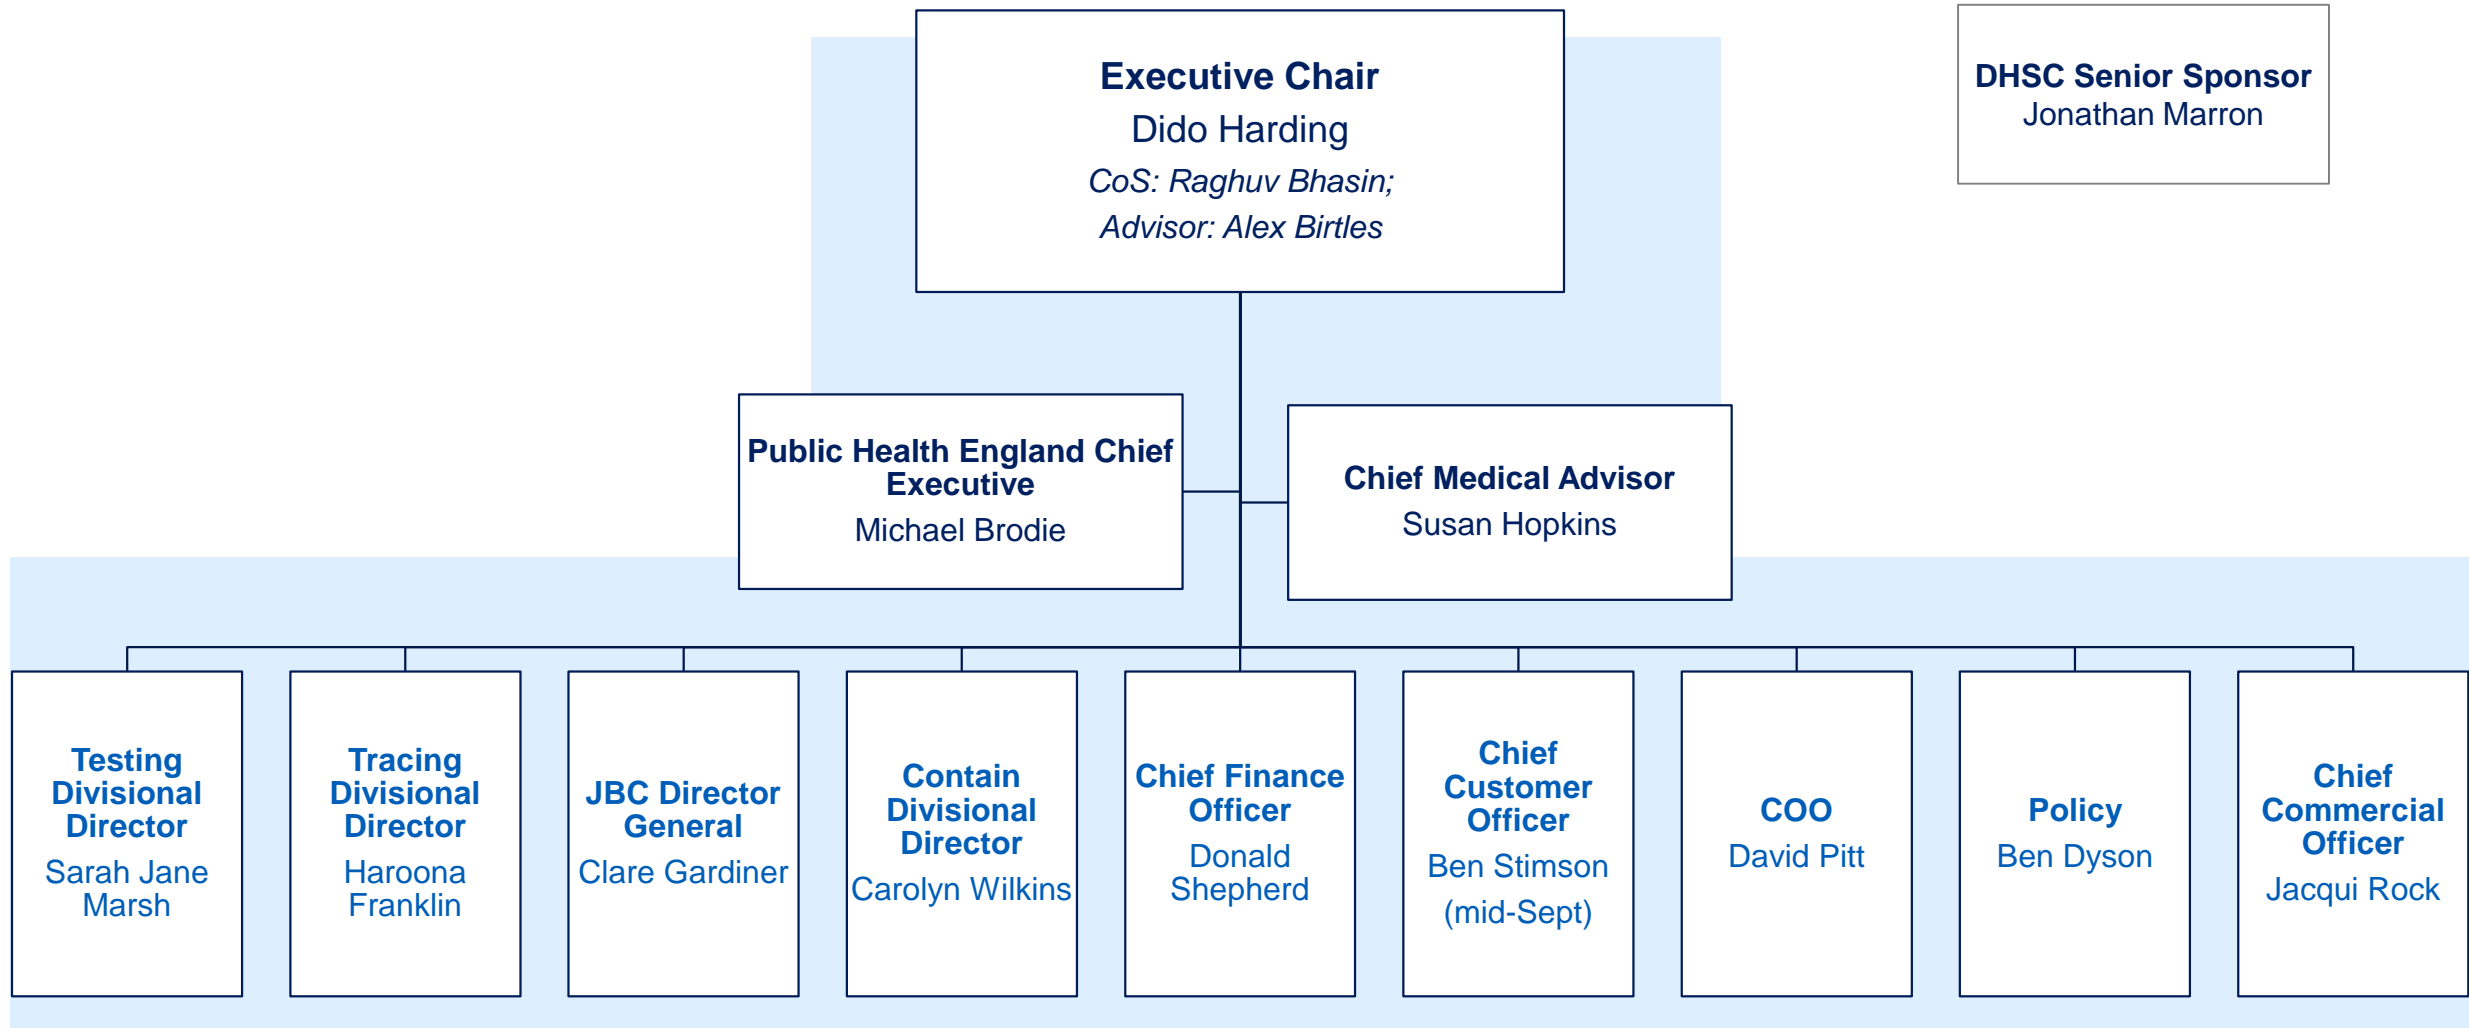 Executive Chair
Dido Harding
CoS: Raghuv Bhasin;
Advisor: Alex Birtles
DHSC Senior Sponsor
Jonathan Marron
Public Health England Chief
Executive
Michael Brodie
Chief Medical Advisor
Susan Hopkins
Testing
Divisional
Director
Sarah Jane
Marsh
Tracing
Divisional
Director
Haroona
Franklin
JBC Director
General
Clare Gardiner
Contain
Divisional
Director
Carolyn Wilkins
Chief Finance
Officer
Donald
Shepherd
Chief
Customer
Officer
Ben Stimson
(mid-Sept)
COO
David Pitt
Policy
Ben Dyson
Chief
Commercial
Officer
Jacqui Rock